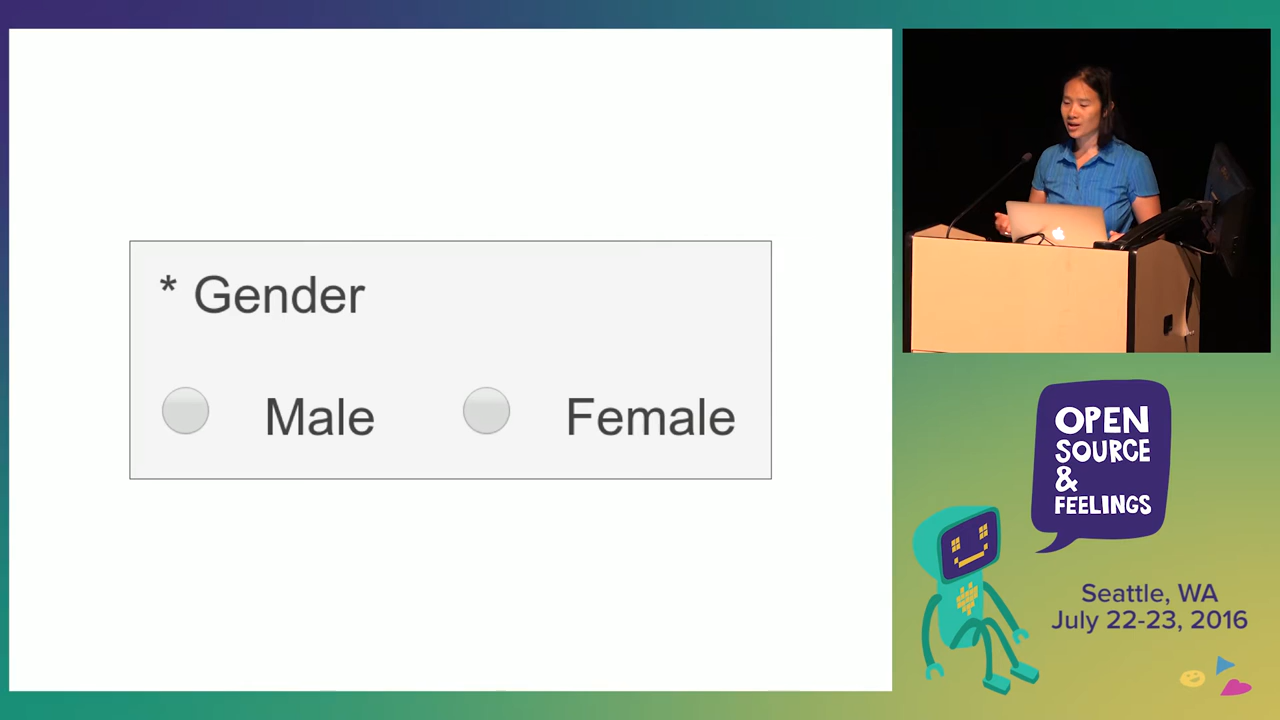 * Gender
Male Female
OPEN
SOURCE
&
FEELINGS
Seattle, WA
July 22-23, 2016